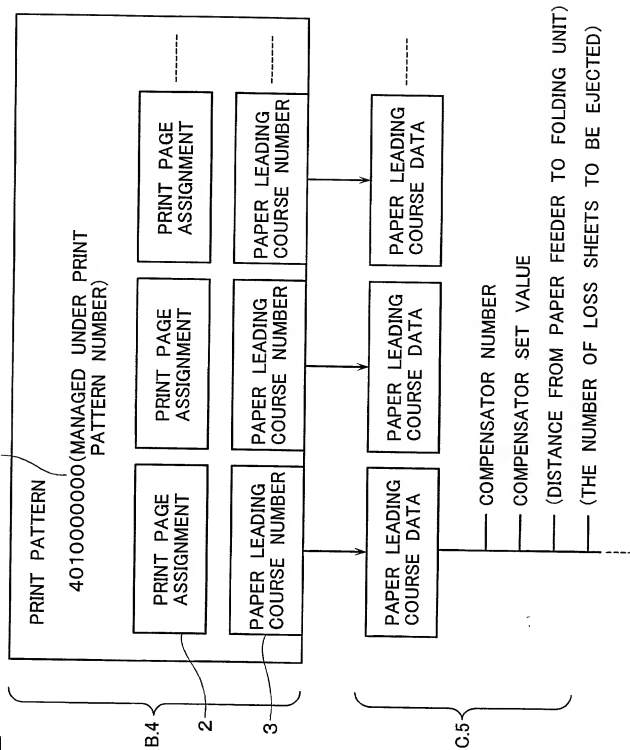 PRINT PATTERN
4010000000(MANAGED UNDER PRINT
PATTERN NUMBER)
B.4
PRINT PAGE
ASSIGNMENT
PRINT PAGE
ASSIGNMENT
PRINT PAGE
ASSIGNMENT
2
PAPER LEADING
COURSE NUMBER
PAPER LEADING
COURSE NUMBER
PAPER LEADING
COURSE NUMBER
3
C.5
PAPER LEADING
COURSE DATA
PAPER LEADING
COURSE DATA
PAPER LEADING
COURSE DATA
COMPENSATOR NUMBER
COMPENSATOR SET VALUE
(DISTANCE FROM PAPER FEEDER TO FOLDING UNIT)
(THE NUMBER OF LOSS SHEETS TO BE EJECTED)